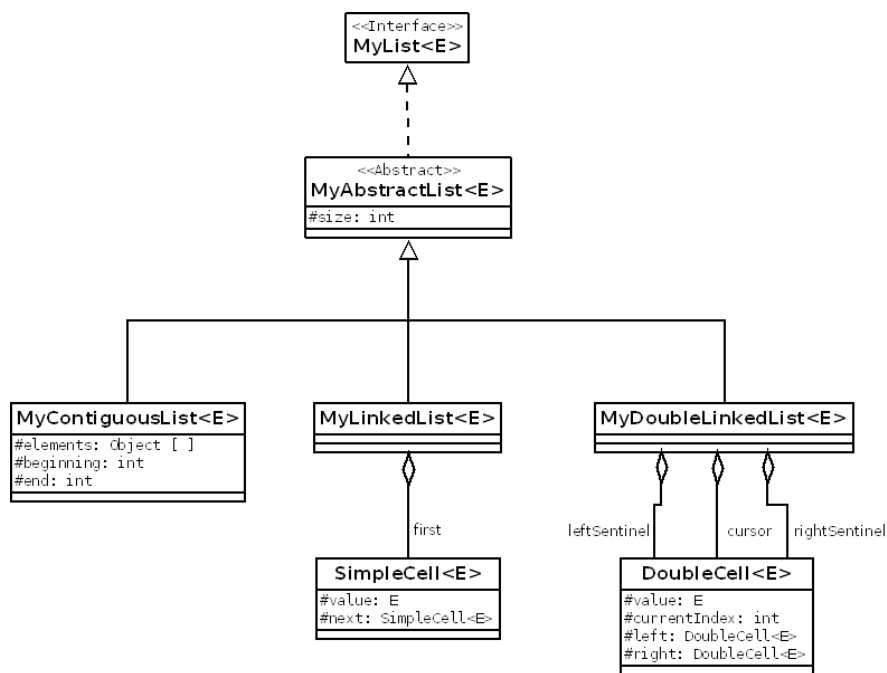 <<Interface>>
MyList<E>
<<Abstract>>
MyAbstractList<E>
#size: int
MyContiguousList<E>
#elements: Object [ ]
#beginning: int
#end: int
MyLinkedList<E>
MyDoubleLinkedList<E>
first
leftSentinel
cursor
rightSentinel
SimpleCell<E>
#value: E
#next: SimpleCell<E>
DoubleCell<E>
#value: E
#currentIndex: int
#left: DoubleCell<E>
#right: DoubleCell<E>